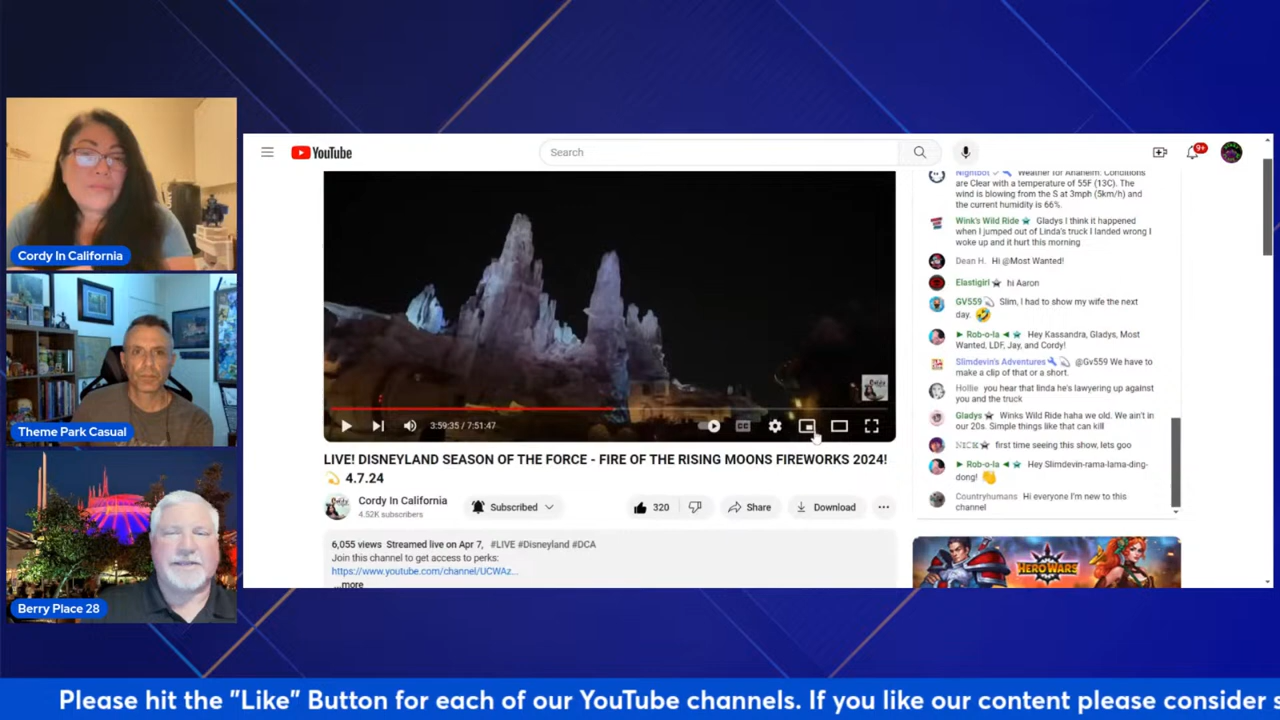 Cordy In California
Theme Park Casual
Berry Place 28
YouTube
Search
9+
3:59:35 / 7:51:47
CC
LIVE! DISNEYLAND SEASON OF THE FORCE - FIRE OF THE RISING MOONS FIREWORKS 2024!
💫 4.7.24
Cordy In California
4.52K subscribers
Subscribed
320
Share
Download
6,055 views Streamed live on Apr 7, #LIVE #Disneyland #DCA
Join this channel to get access to perks:
https://www.youtube.com/channel/UCWAz...
...more
Nightbot Weather for Anaheim: Conditions
are Clear with a temperature of 55F (13C). The
wind is blowing from the S at 3mph (5km/h) and
the current humidity is 66%.
Wink's Wild Ride Gladys I think it happened
when I jumped out of Linda's truck I landed wrong I
woke up and it hurt this morning
Dean H. Hi @Most Wanted!
Elastigirl hi Aaron
GV559 Slim, I had to show my wife the next
day. 🤣
► Rob-o-la ◄ Hey Kassandra, Gladys, Most
Wanted, LDF, Jay, and Cordy!
Slimdevin's Adventures @Gv559 We have to
make a clip of that or a short.
Hollie you hear that linda he's lawyering up against
you and the truck
Gladys Winks Wild Ride haha we old. We ain't in
our 20s. Simple things like that can kill
N.I.C.K first time seeing this show, lets goo
► Rob-o-la ◄ Hey Slimdevin-rama-lama-ding-
dong! 👏
Countryhumans Hi everyone I'm new to this
channel
HERO WARS
Please hit the "Like" Button for each of our YouTube channels. If you like our content please consider s